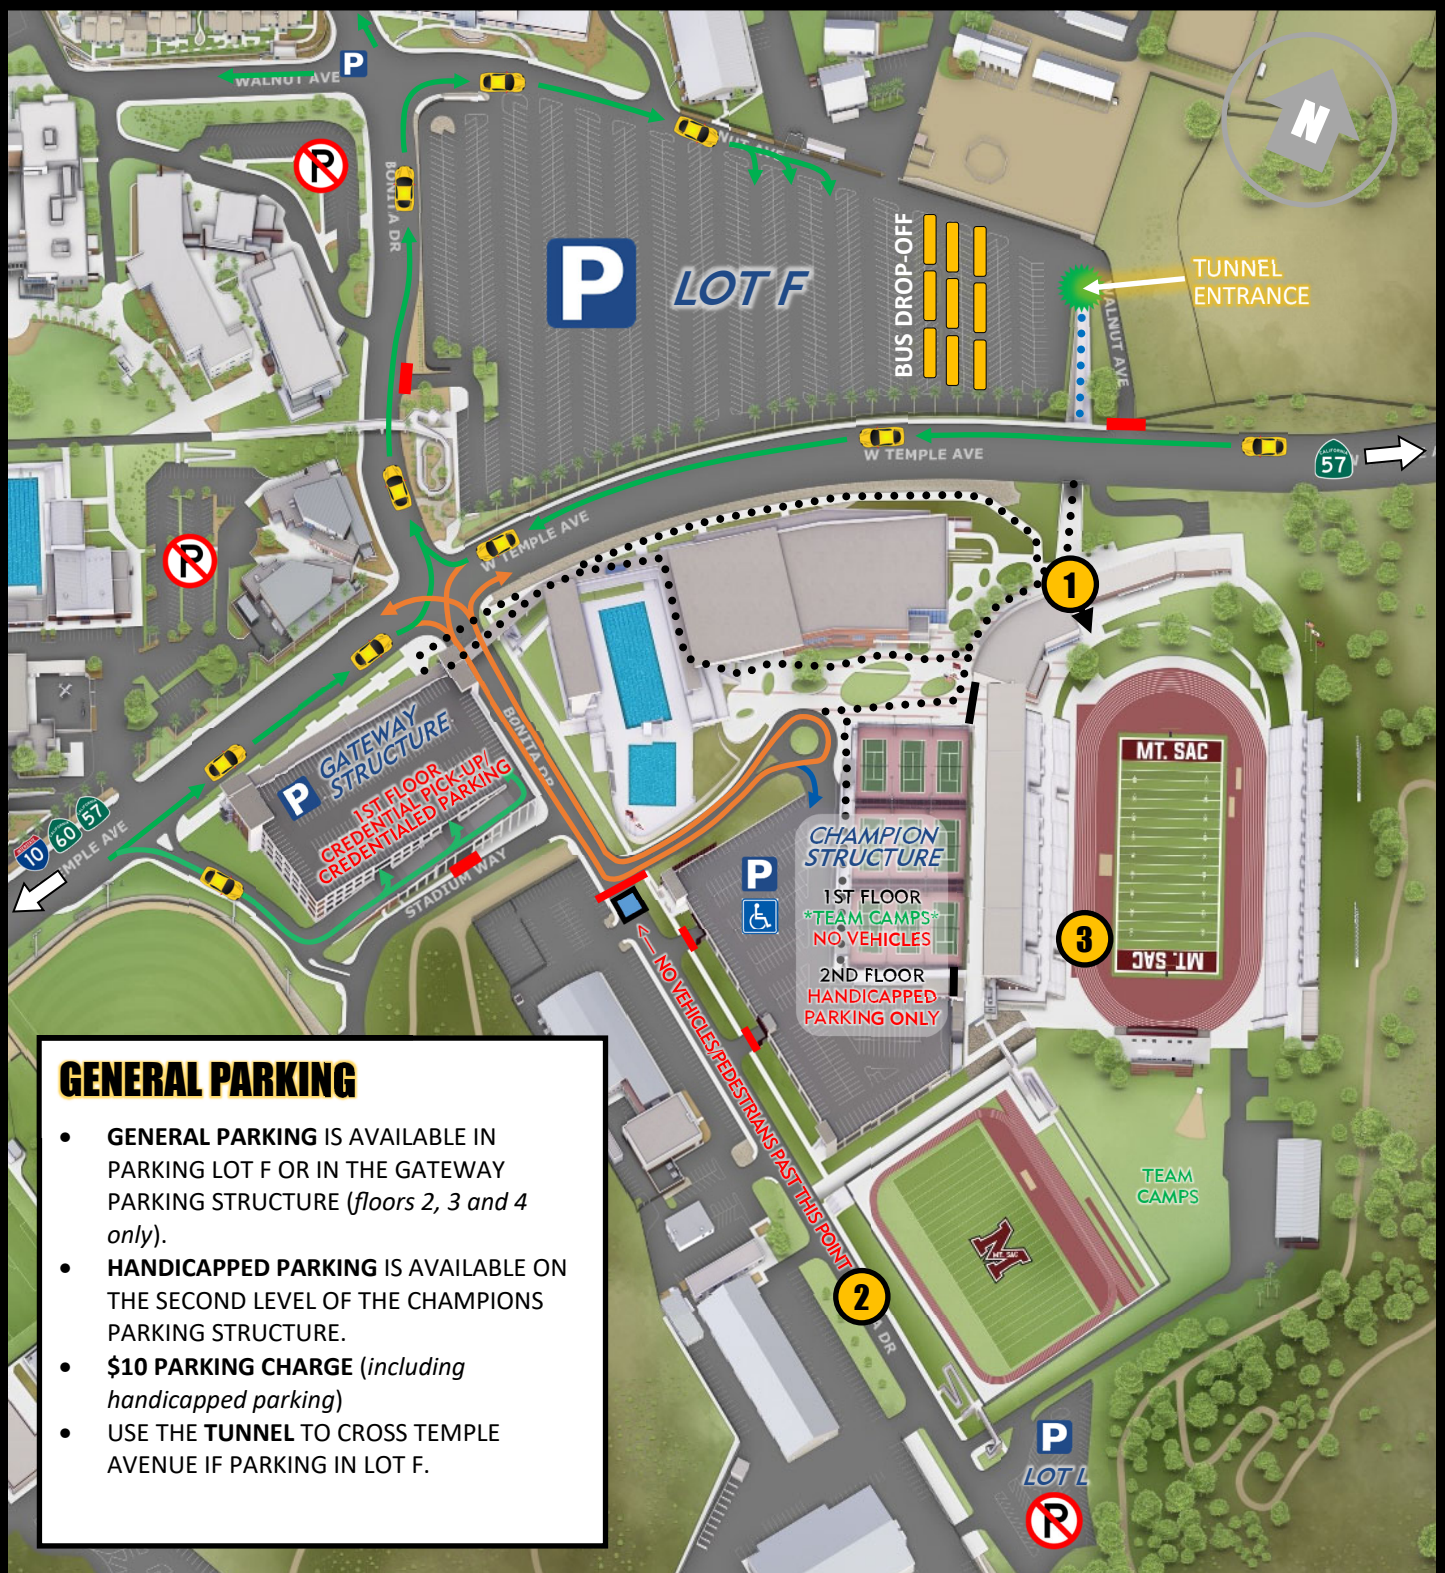 WALNUT AVE
P
P
BONITA DR
NUT AVE
P
LOT F
BUS DROP-OFF
N
TUNNEL
ENTRANCE
WALNUT AVE
W TEMPLE AVE
CALIFORNIA
57
W TEMPLE AVE
P
1
GATEWAY
STRUCTURE
P
1ST FLOOR
CREDENTIAL PICK-UP/
CREDENTIALED PARKING
BONITA DR
MT. SAC
10
60
57
TEMPLE AVE
STADIUM WAY
CHAMPION
STRUCTURE
P
1ST FLOOR
*TEAM CAMPS*
NO VEHICLES
2ND FLOOR
HANDICAPPED
PARKING ONLY
3
MT. SAC
NO VEHICLES/PEDESTRIANS PAST THIS POINT
GENERAL PARKING
• GENERAL PARKING IS AVAILABLE IN
PARKING LOT F OR IN THE GATEWAY
PARKING STRUCTURE (floors 2, 3 and 4
only).
• HANDICAPPED PARKING IS AVAILABLE ON
THE SECOND LEVEL OF THE CHAMPIONS
PARKING STRUCTURE.
• $10 PARKING CHARGE (including
handicapped parking)
• USE THE TUNNEL TO CROSS TEMPLE
AVENUE IF PARKING IN LOT F.
TEAM
CAMPS
M
MT. SAC
2
DR
P
LOT L
P